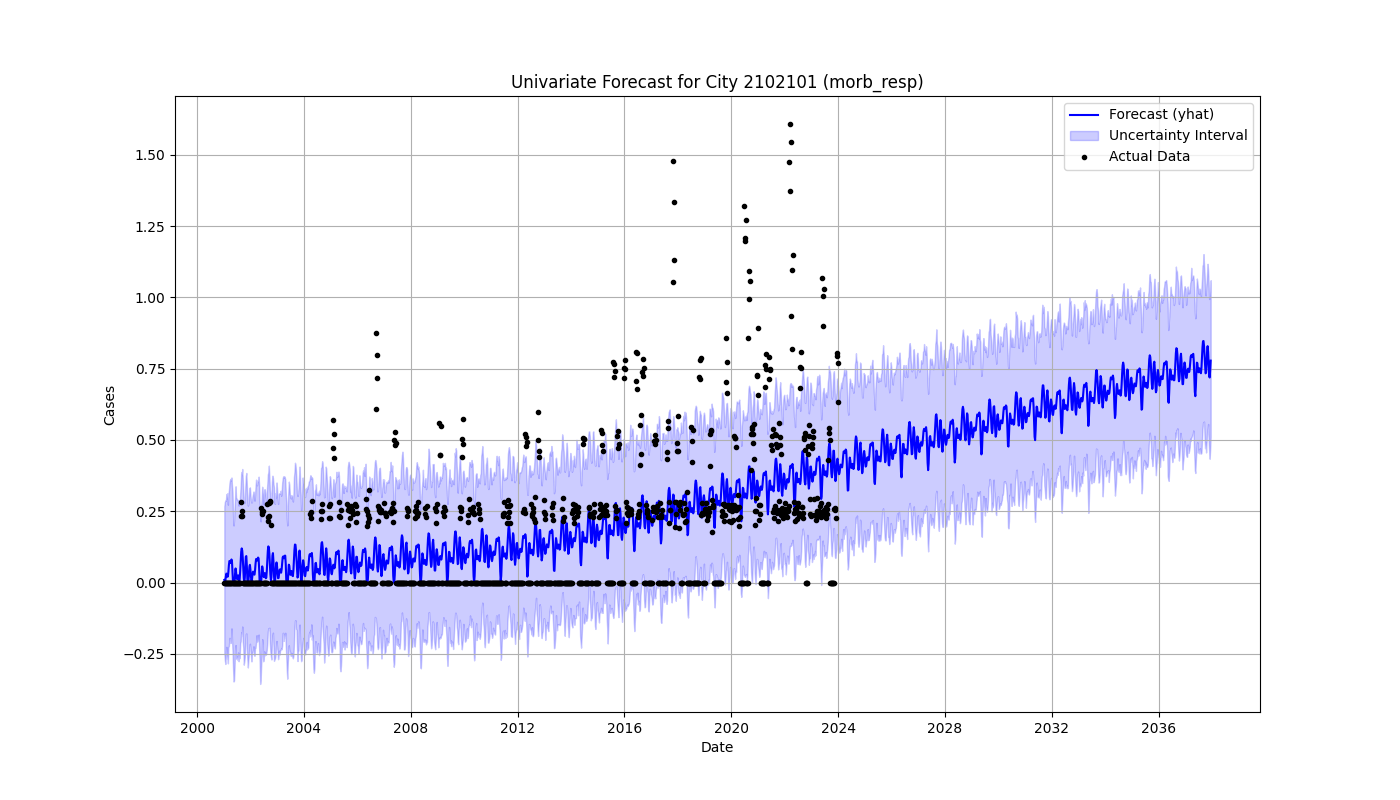 Univariate Forecast for City 2102101 (morb_resp)
Forecast (yhat)
Uncertainty Interval
Actual Data
Cases
1.50
1.25
1.00
0.75
0.50
0.25
0.00
−0.25
2000 2004 2008 2012 2016 2020 2024 2028 2032 2036
Date